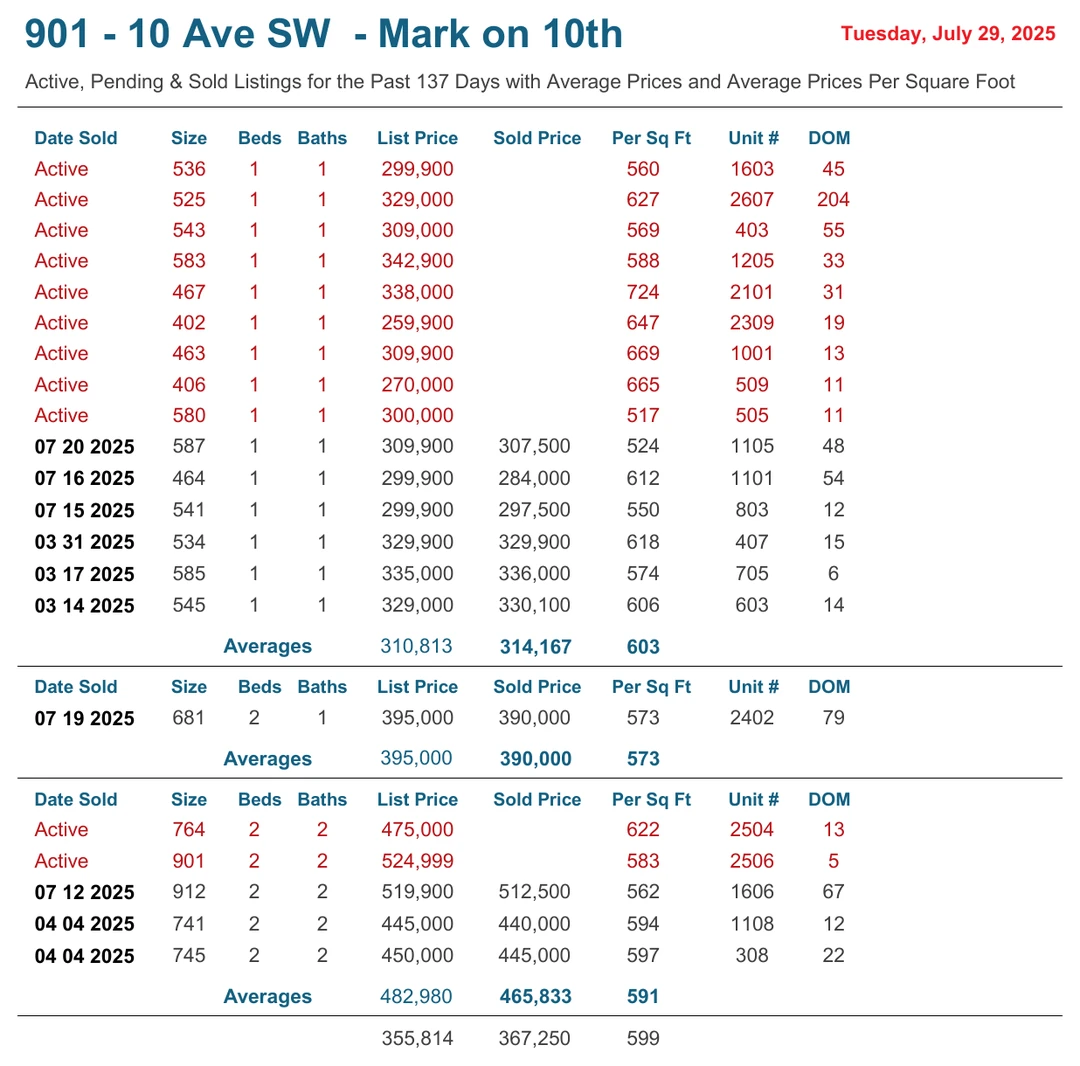 901 - 10 Ave SW - Mark on 10th Tuesday, July 29, 2025
Active, Pending & Sold Listings for the Past 137 Days with Average Prices and Average Prices Per Square Foot
Date Sold Size Beds Baths List Price Sold Price Per Sq Ft Unit # DOM
Active 536 1 1 299,900 560 1603 45
Active 525 1 1 329,000 627 2607 204
Active 543 1 1 309,000 569 403 55
Active 583 1 1 342,900 588 1205 33
Active 467 1 1 338,000 724 2101 31
Active 402 1 1 259,900 647 2309 19
Active 463 1 1 309,900 669 1001 13
Active 406 1 1 270,000 665 509 11
Active 580 1 1 300,000 517 505 11
07 20 2025 587 1 1 309,900 307,500 524 1105 48
07 16 2025 464 1 1 299,900 284,000 612 1101 54
07 15 2025 541 1 1 299,900 297,500 550 803 12
03 31 2025 534 1 1 329,900 329,900 618 407 15
03 17 2025 585 1 1 335,000 336,000 574 705 6
03 14 2025 545 1 1 329,000 330,100 606 603 14
Averages 310,813 314,167 603
Date Sold Size Beds Baths List Price Sold Price Per Sq Ft Unit # DOM
07 19 2025 681 2 1 395,000 390,000 573 2402 79
Averages 395,000 390,000 573
Date Sold Size Beds Baths List Price Sold Price Per Sq Ft Unit # DOM
Active 764 2 2 475,000 622 2504 13
Active 901 2 2 524,999 583 2506 5
07 12 2025 912 2 2 519,900 512,500 562 1606 67
04 04 2025 741 2 2 445,000 440,000 594 1108 12
04 04 2025 745 2 2 450,000 445,000 597 308 22
Averages 482,980 465,833 591
355,814 367,250 599